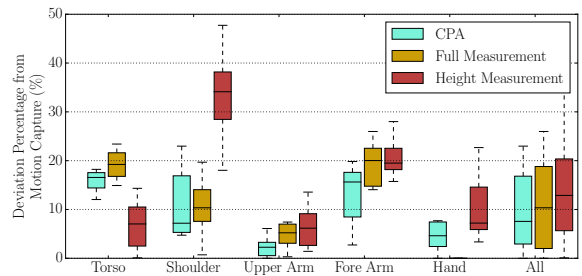 Deviation Percentage from
Motion Capture (%)
50
40
30
20
10
0
CPA
Full Measurement
Height Measurement
Torso
Shoulder
Upper Arm
Fore Arm
Hand
All